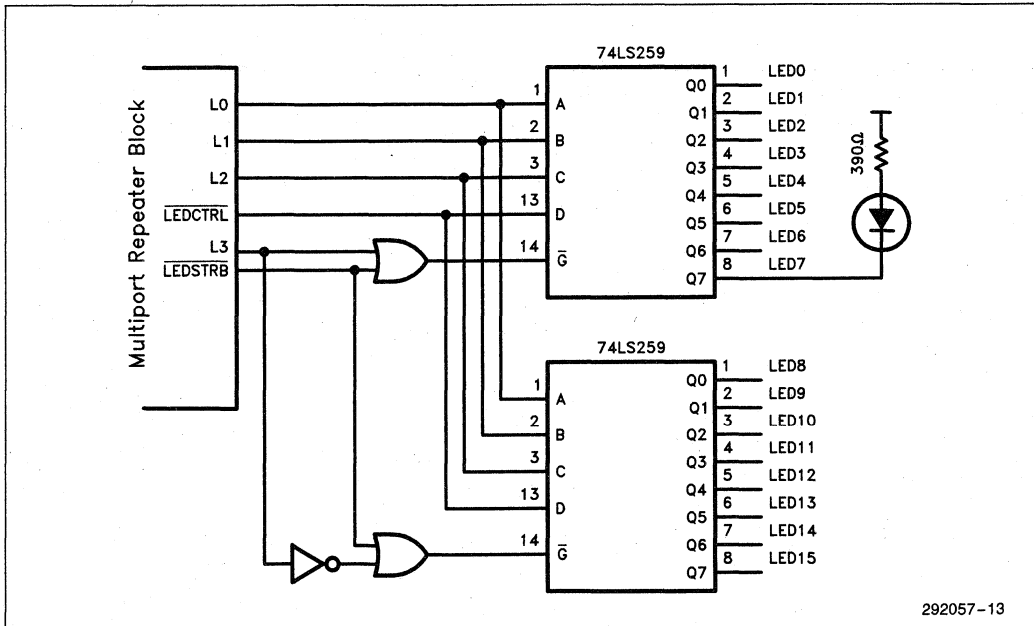 Multiport Repeater Block
L0
L1
L2
LEDCTRL
L3
LEDSTRB
74LS259
1 A
2 B
3 C
13 D
14 G
Q0 1 LED0
Q1 2 LED1
Q2 3 LED2
Q3 4 LED3
Q4 5 LED4
Q5 6 LED5
Q6 7 LED6
Q7 8 LED7
390Ω
74LS259
1 A
2 B
3 C
13 D
14 G
Q0 1 LED8
Q1 2 LED9
Q2 3 LED10
Q3 4 LED11
Q4 5 LED12
Q5 6 LED13
Q6 7 LED14
Q7 8 LED15
292057-13